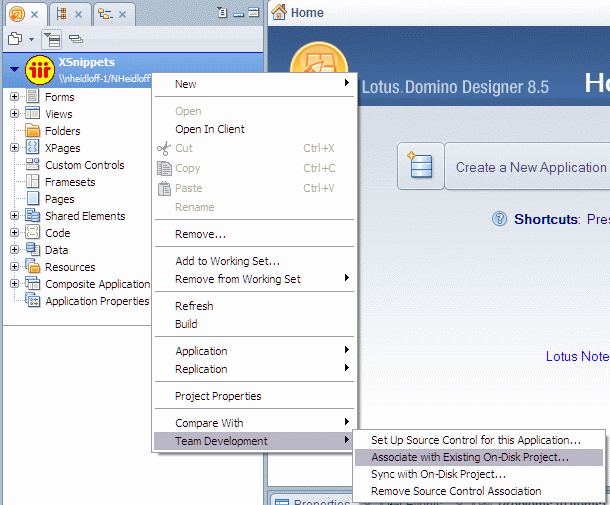 Home
XSnippets
\\nheidloff-1/NHeidloff
Forms
Views
Folders
XPages
Custom Controls
Framesets
Pages
Shared Elements
Code
Data
Resources
Composite Application
Application Properties
New
Open
Open In Client
Cut Ctrl+X
Copy Ctrl+C
Paste Ctrl+V
Rename
Remove...
Add to Working Set...
Remove from Working Set
Refresh
Build
Application
Replication
Project Properties
Compare With
Team Development
Set Up Source Control for this Application...
Associate with Existing On-Disk Project...
Sync with On-Disk Project...
Remove Source Control Association
Lotus Domino Designer 8.5 Ho
Create a New Application
Shortcuts: Pres
Lotus Note
Properties